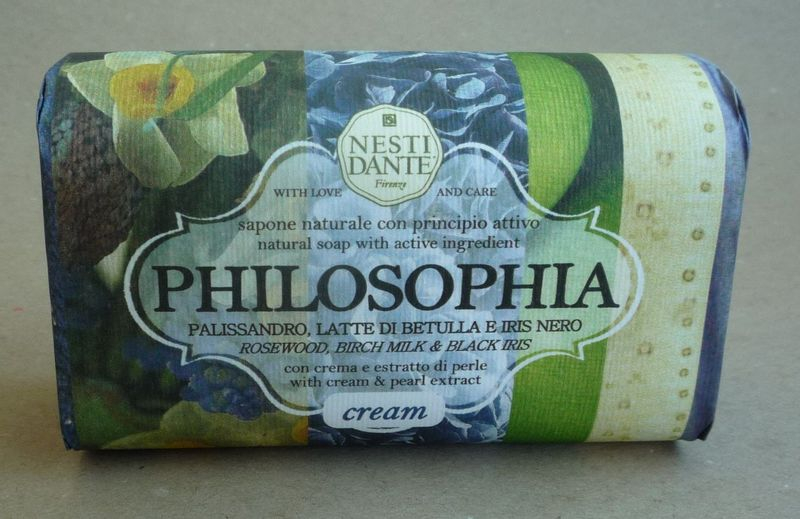 NESTI
DANTE
Firenze
WITH LOVE AND CARE
sapone naturale con principio attivo
natural soap with active ingredient
PHILOSOPHIA
PALISSANDRO, LATTE DI BETULLA E IRIS NERO
ROSEWOOD, BIRCH MILK & BLACK IRIS
con crema e estratto di perle
with cream & pearl extract
cream